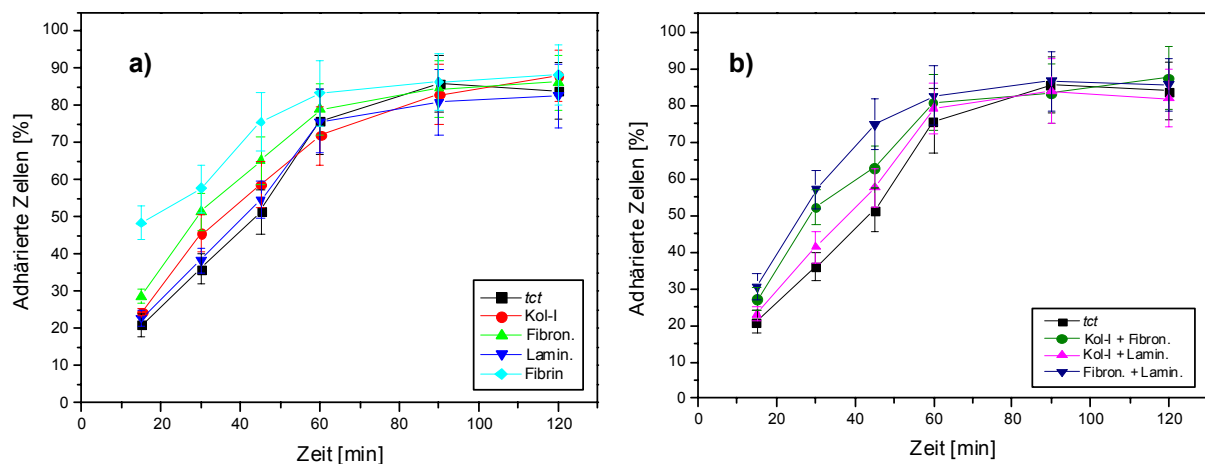 a)
Adhärierte Zellen [%]
100
90
80
70
60
50
40
30
20
10
0
0 20 40 60 80 100 120
Zeit [min]
tct
Kol-I
Fibron.
Lamin.
Fibrin
b)
Adhärierte Zellen [%]
100
90
80
70
60
50
40
30
20
10
0
0 20 40 60 80 100 120
Zeit [min]
tct
Kol-I + Fibron.
Kol-I + Lamin.
Fibron. + Lamin.